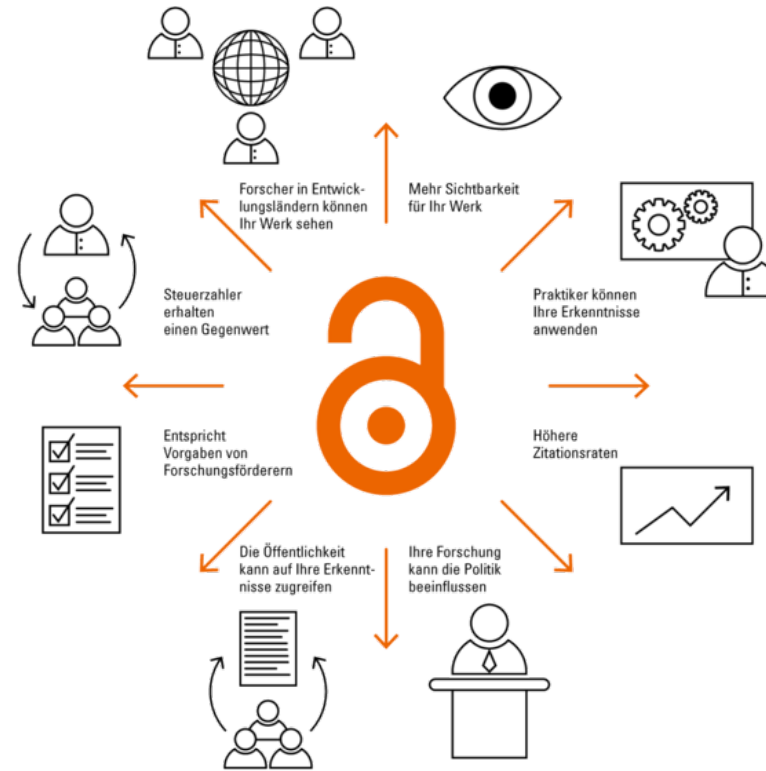 Forscher in Entwick-
lungsländern können
Ihr Werk sehen
Mehr Sichtbarkeit
für Ihr Werk
Steuerzahler
erhalten
einen Gegenwert
Praktiker können
Ihre Erkenntnisse
anwenden
Entspricht
Vorgaben von
Forschungsförderern
Höhere
Zitationsraten
Die Öffentlichkeit
kann auf Ihre Erkennt-
nisse zugreifen
Ihre Forschung
kann die Politik
beeinflussen